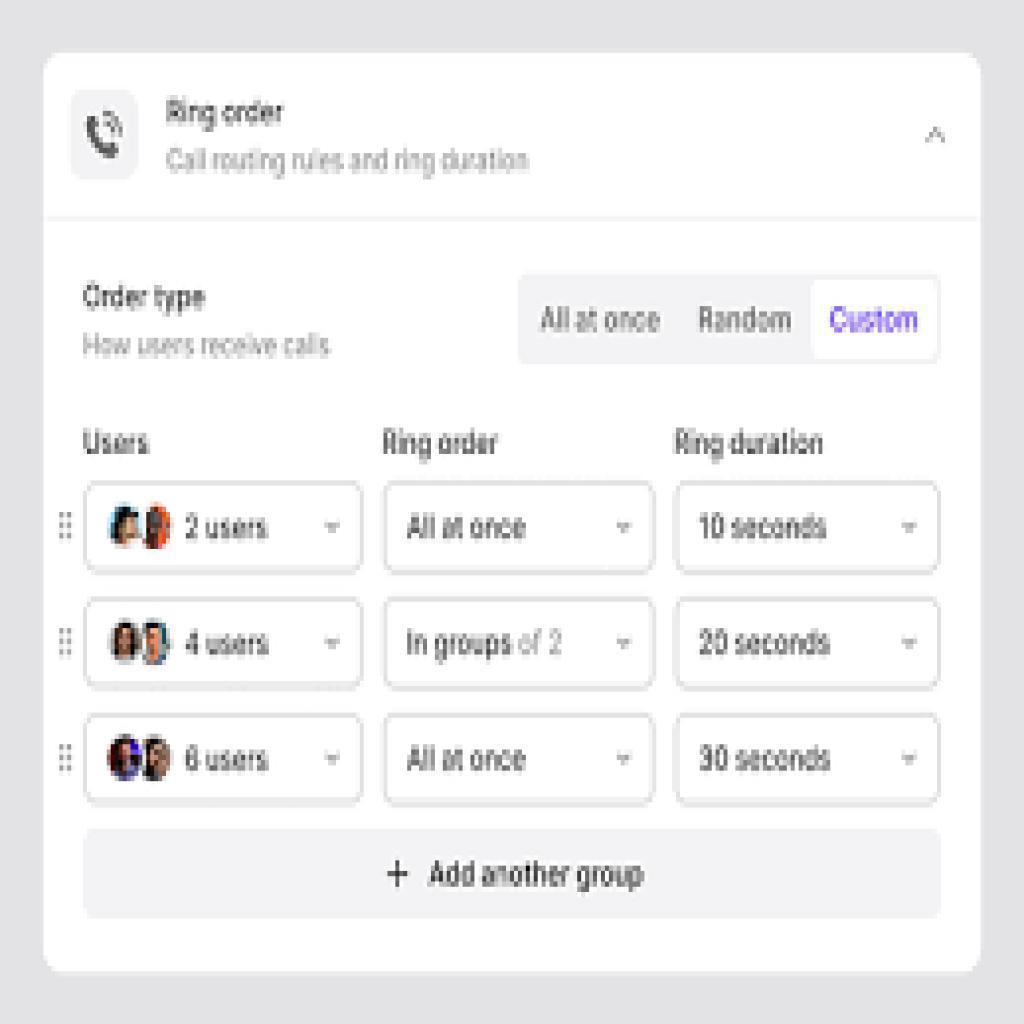 Ring order
Call routing rules and ring duration
Order type
How users receive calls
All at once Random Custom
Users Ring order Ring duration
2 users All at once 10 seconds
4 users In groups of 2 20 seconds
6 users All at once 30 seconds
+ Add another group